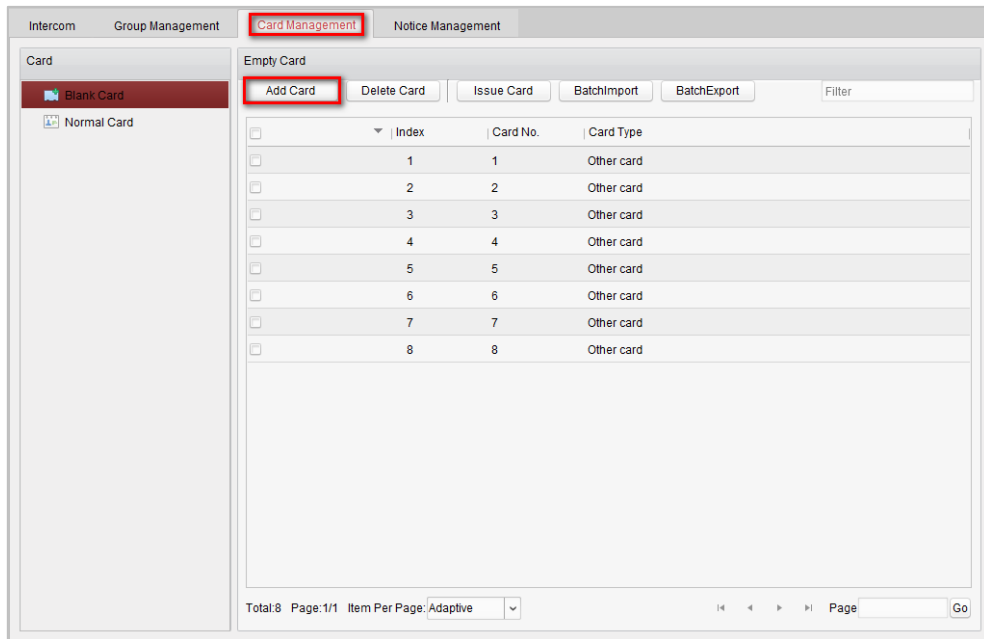 Intercom Group Management Card Management Notice Management
Card
Blank Card
Normal Card
Empty Card
Add Card Delete Card Issue Card BatchImport BatchExport Filter
Index Card No. Card Type
1 1 Other card
2 2 Other card
3 3 Other card
4 4 Other card
5 5 Other card
6 6 Other card
7 7 Other card
8 8 Other card
Total:8 Page:1/1 Item Per Page: Adaptive Page Go